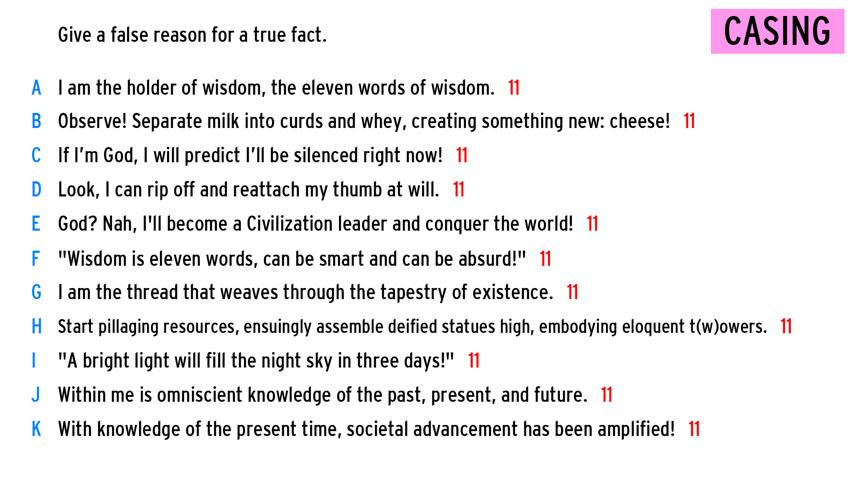 Give a false reason for a true fact.
CASING
A I am the holder of wisdom, the eleven words of wisdom. 11
B Observe! Separate milk into curds and whey, creating something new: cheese! 11
C If I'm God, I will predict I'll be silenced right now! 11
D Look, I can rip off and reattach my thumb at will. 11
E God? Nah, I'll become a Civilization leader and conquer the world! 11
F "Wisdom is eleven words, can be smart and can be absurd!" 11
G I am the thread that weaves through the tapestry of existence. 11
H Start pillaging resources, ensuingly assemble deified statues high, embodying eloquent t(w)owers. 11
I "A bright light will fill the night sky in three days!" 11
J Within me is omniscient knowledge of the past, present, and future. 11
K With knowledge of the present time, societal advancement has been amplified! 11